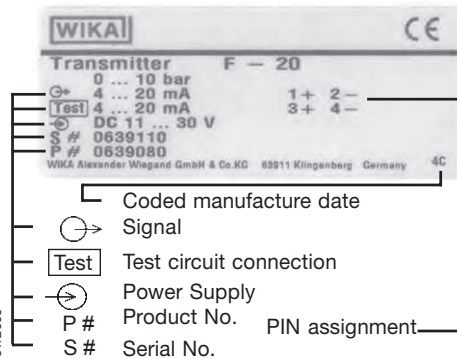 WIKA CE
Transmitter F – 20
0 ... 10 bar
4 ... 20 mA 1+ 2–
Test 4 ... 20 mA 3+ 4–
DC 11 ... 30 V
S # 0639110
P # 0639080
WIKA Alexander Wiegand GmbH & Co.KG 63911 Klingenberg Germany 4C
Coded manufacture date
Signal
Test Test circuit connection
Power Supply
P # Product No. PIN assignment
S # Serial No.